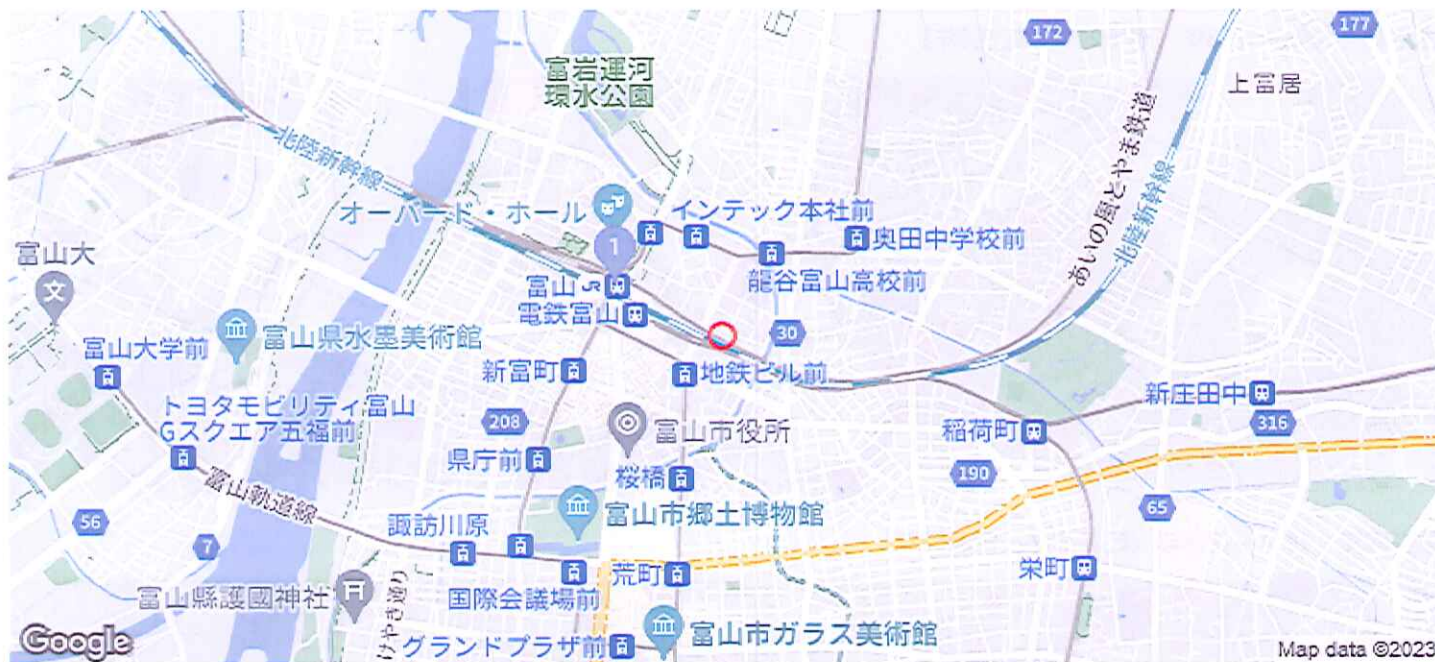 172
177
富岩運河
環水公園
上冨居
北陸新幹線
あいの風とやま鉄道
北陸新幹線
オーバード・ホール
インテック本社前
奥田中学校前
富山大
1
富山
JR
龍谷富山高校前
電鉄富山
30
富山県水墨美術館
富山大学前
新富町
地鉄ビル前
新庄田中
トヨタモビリティ富山
Gスクエア五福前
208
富山市役所
稲荷町
316
県庁前
桜橋
190
富山軌道線
65
56
諏訪川原
富山市郷土博物館
7
荒町
栄町
富山縣護國神社
けやき通り
国際会議場前
グランドプラザ前
富山市ガラス美術館
Google
Map data ©2023